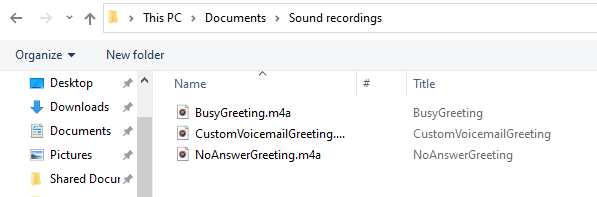 This PC > Documents > Sound recordings
Organize New folder
Name # Title
Desktop
Downloads
Documents
Pictures
Shared Docur
BusyGreeting.m4a BusyGreeting
CustomVoicemailGreeting.... CustomVoicemailGreeting
NoAnswerGreeting.m4a NoAnswerGreeting